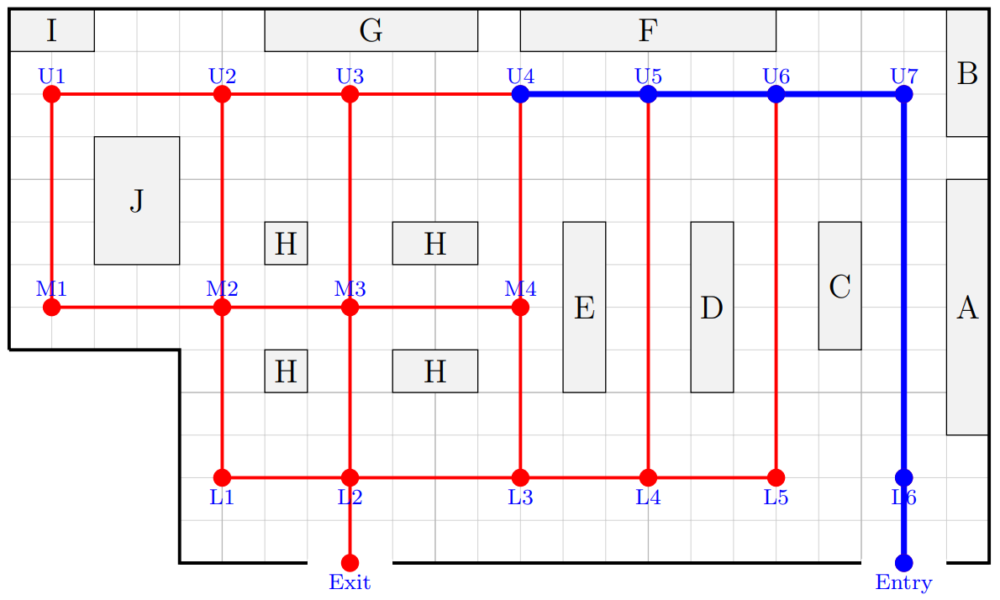 I
G
F
B
U1 U2 U3 U4 U5 U6 U7
J
H H
M1 M2 M3 M4
E D C A
H H
L1 L2 L3 L4 L5 L6
Exit Entry